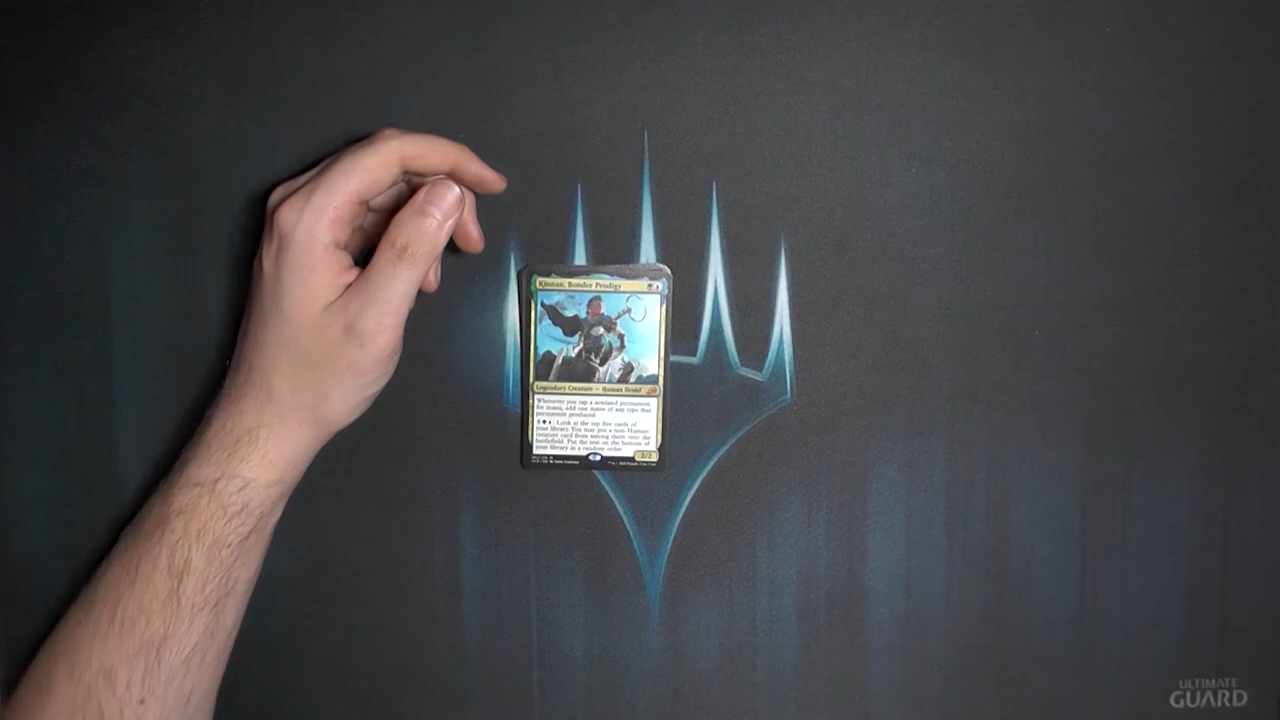 Kinnan, Bonder Prodigy
Legendary Creature — Human Druid
Whenever you tap a nonland permanent
for mana, add one mana of any type that
permanent produced.
: Look at the top five cards of
your library. You may put a non-Human
creature card from among them onto the
battlefield. Put the rest on the bottom of
your library in a random order.
2/2
ULTIMATE
GUARD